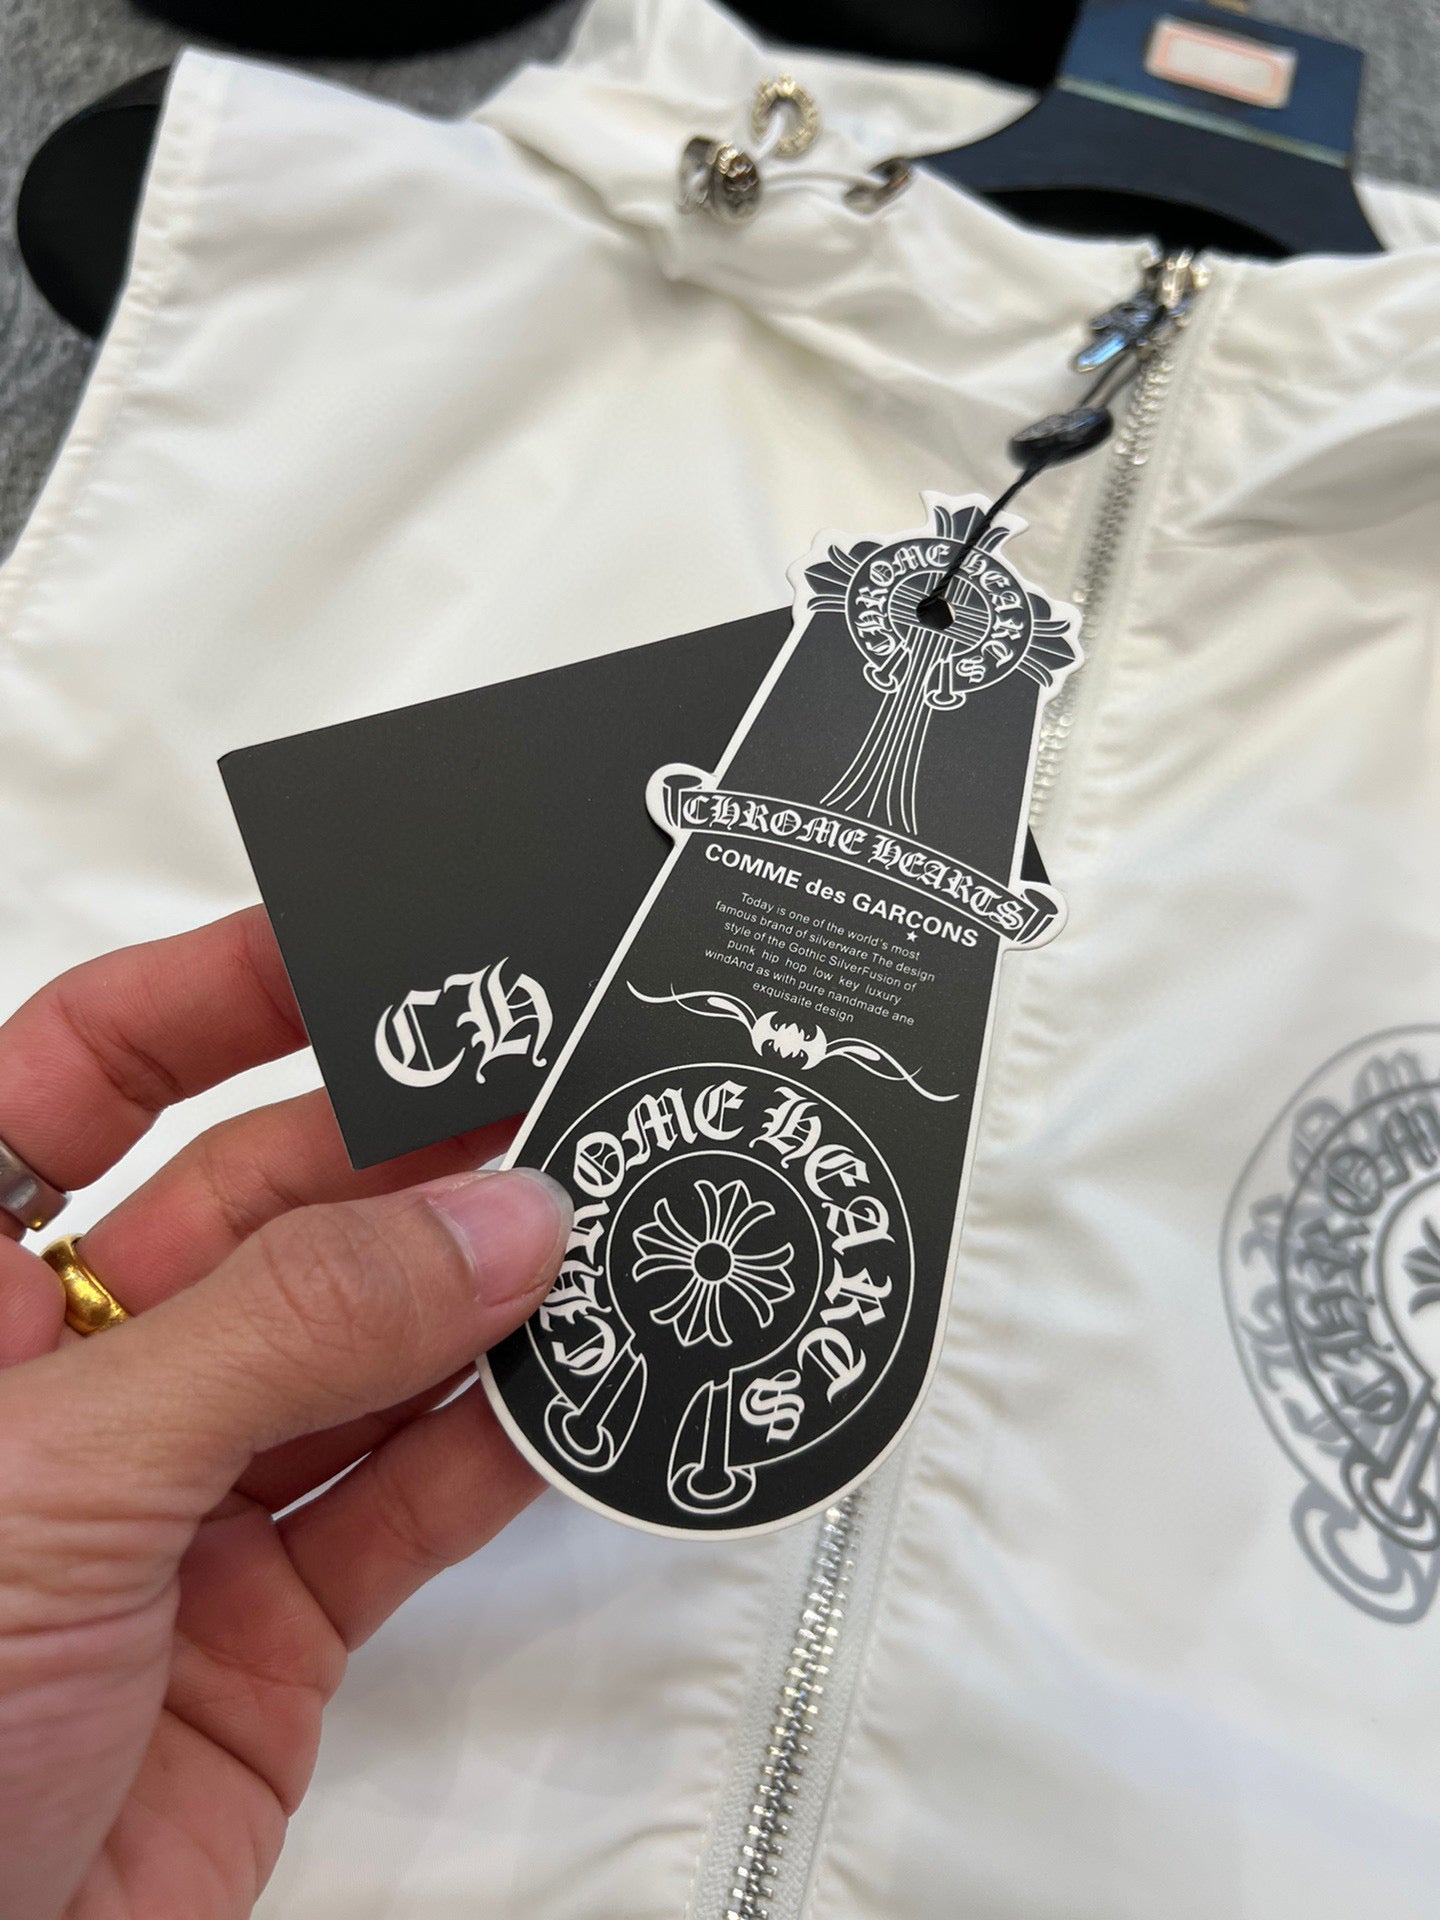 CHROME HEARTS
CHROME HEARTS
COMME des GARÇONS
Today is one of the world's most
famous brand of silverware The design
style of the Gothic SilverFusion of
punk hip hop low key luxury
windAnd as with pure nandmade ane
exquisaite design
CH
CHROME HEARTS
CHROM